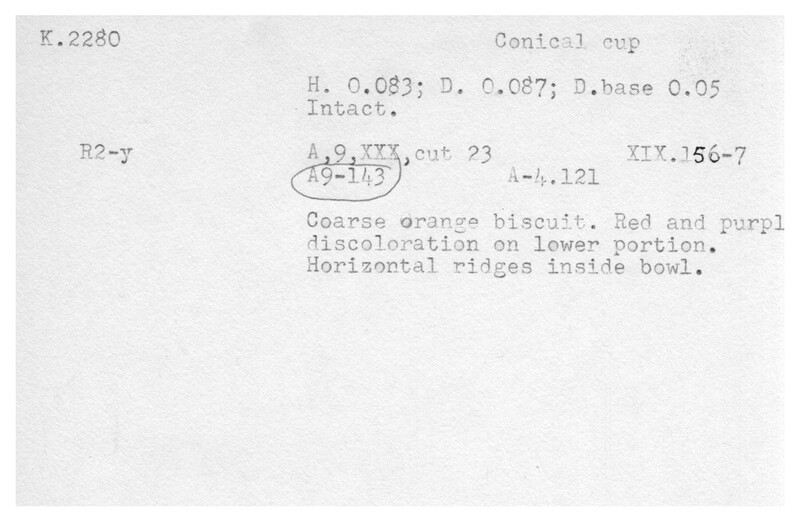 K.2280 Conical cup
H. 0.083; D. 0.087; D.base 0.05
Intact.
R2-y A,9,XXX,cut 23 XIX.156-7
A9-143 A-4.121
Coarse orange biscuit. Red and purpl
discoloration on lower portion.
Horizontal ridges inside bowl.